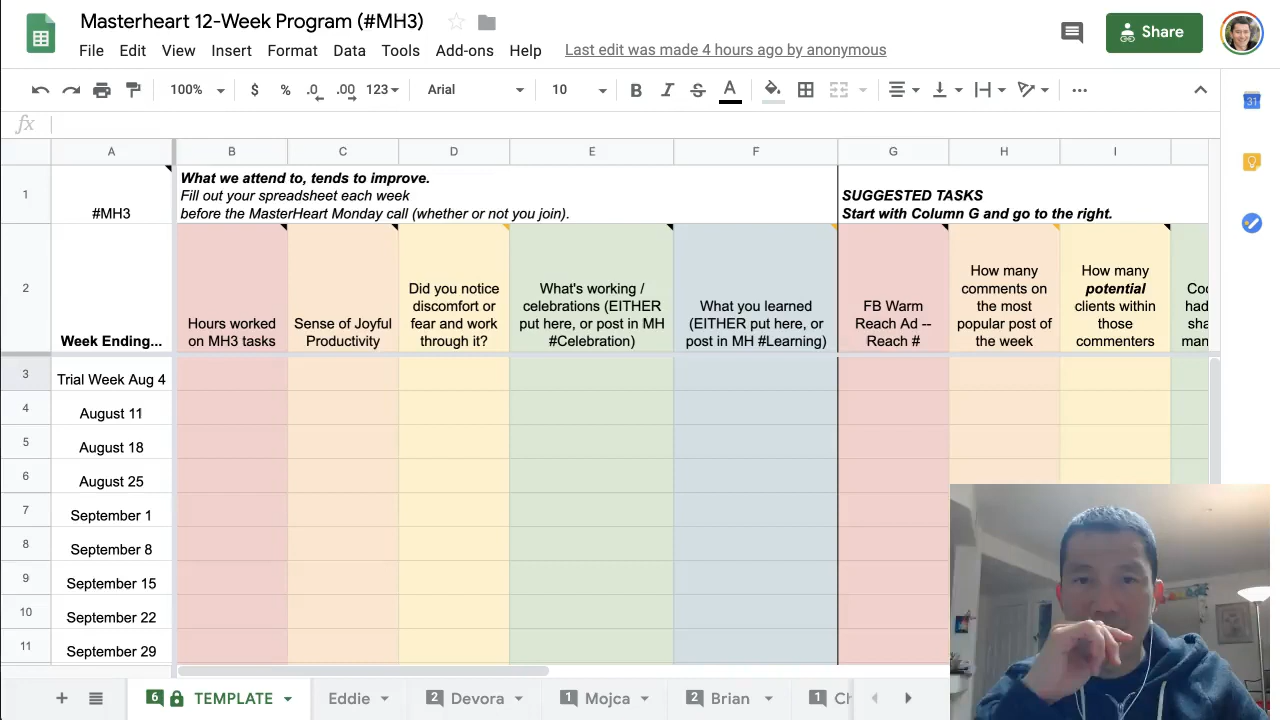 Masterheart 12-Week Program (#MH3)
File Edit View Insert Format Data Tools Add-ons Help Last edit was made 4 hours ago by anonymous
Share
100% $ % .0 .00 123 Arial 10 B I S A
31
fx
A B C D E F G H I
1
#MH3
What we attend to, tends to improve.
Fill out your spreadsheet each week
before the MasterHeart Monday call (whether or not you join).
SUGGESTED TASKS
Start with Column G and go to the right.
2
Week Ending...
Hours worked
on MH3 tasks
Sense of Joyful
Productivity
Did you notice
discomfort or
fear and work
through it?
What's working /
celebrations (EITHER
put here, or post in MH
#Celebration)
What you learned
(EITHER put here, or
post in MH #Learning)
FB Warm
Reach Ad --
Reach #
How many
comments on
the most
popular post of
the week
How many
potential
clients within
those
commenters
had
man
3 Trial Week Aug 4
4 August 11
5 August 18
6 August 25
7 September 1
8 September 8
9 September 15
10 September 22
11 September 29
6 TEMPLATE Eddie 2 Devora 1 Mojca 2 Brian 1 Ch